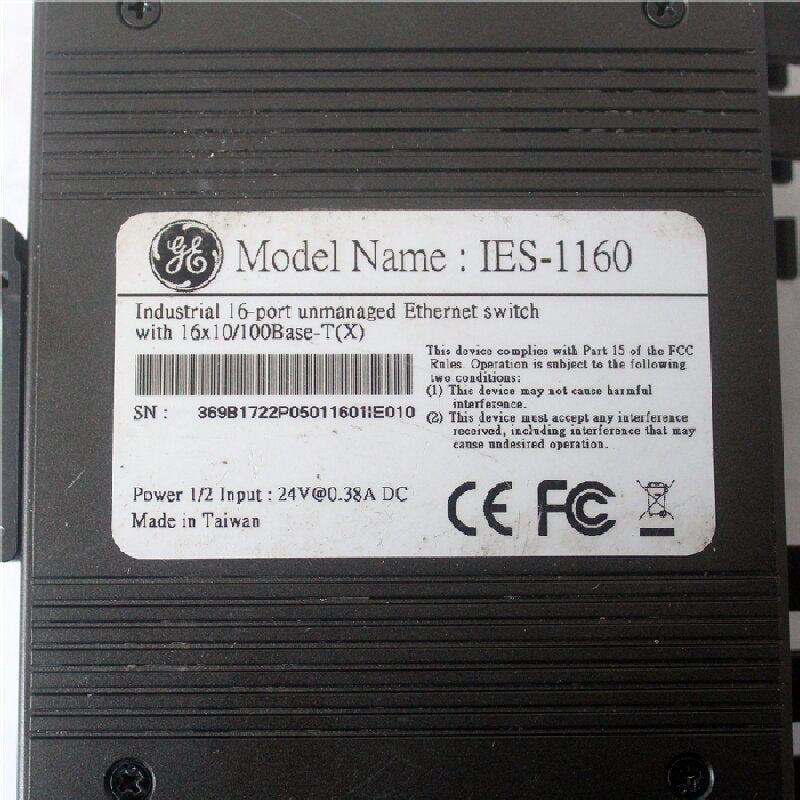 GE Model Name : IES-1160
Industrial 16-port unmanaged Ethernet switch
with 16x10/100Base-T(X)
SN : 369B1722P05011601IE010
This device complies with Part 15 of the FCC
Rules. Operation is subject to the following
two conditions:
(1) This device may not cause harmful
interference.
(2) This device must accept any interference
received, including interference that may
cause undesired operation.
Power 1/2 Input : 24V@0.38A DC
Made in Taiwan
CE FC